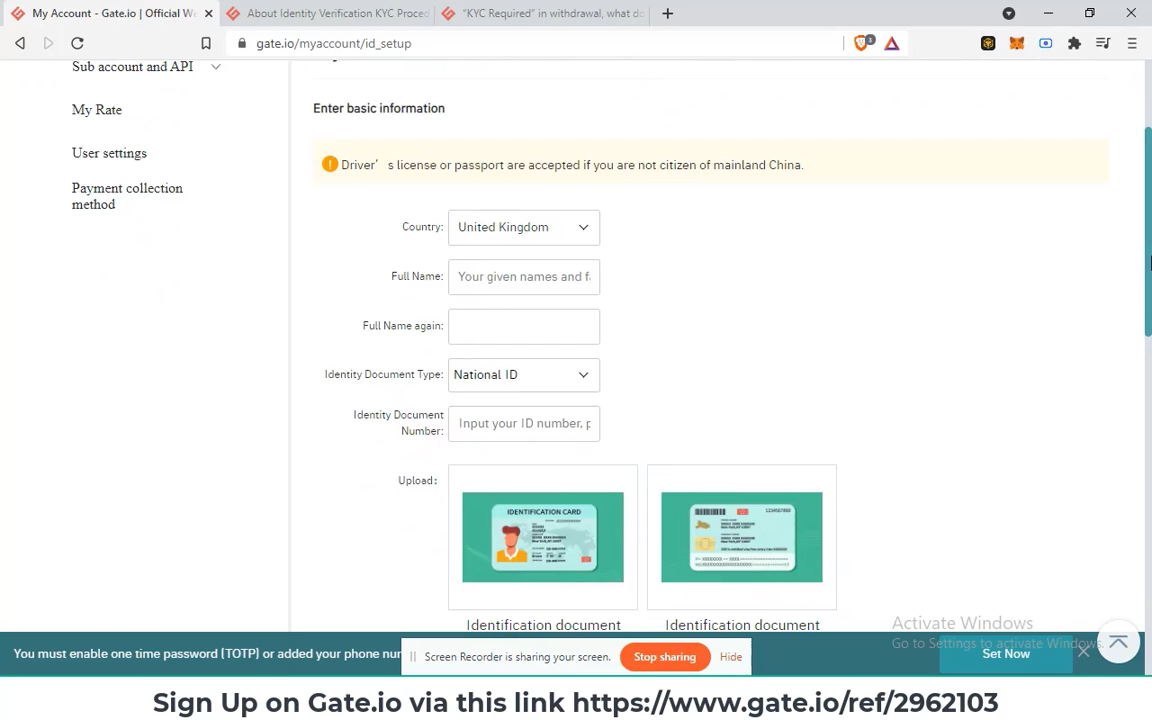 My Account - Gate.io | Official We
About Identity Verification KYC Proced
"KYC Required" in withdrawal, what do
gate.io/myaccount/id_setup
3
Sub account and API
My Rate
User settings
Payment collection
method
Enter basic information
Driver's license or passport are accepted if you are not citizen of mainland China.
Country: United Kingdom
Full Name: Your given names and fa
Full Name again:
Identity Document Type: National ID
Identity Document
Number:
Input your ID number, p
Upload:
IDENTIFICATION CARD
1234567890
Identification document
Identification document
Activate Windows
Go to Settings to activate Windows.
You must enable one time password (TOTP) or added your phone num
Screen Recorder is sharing your screen.
Stop sharing
Hide
Set Now
Sign Up on Gate.io via this link https://www.gate.io/ref/2962103